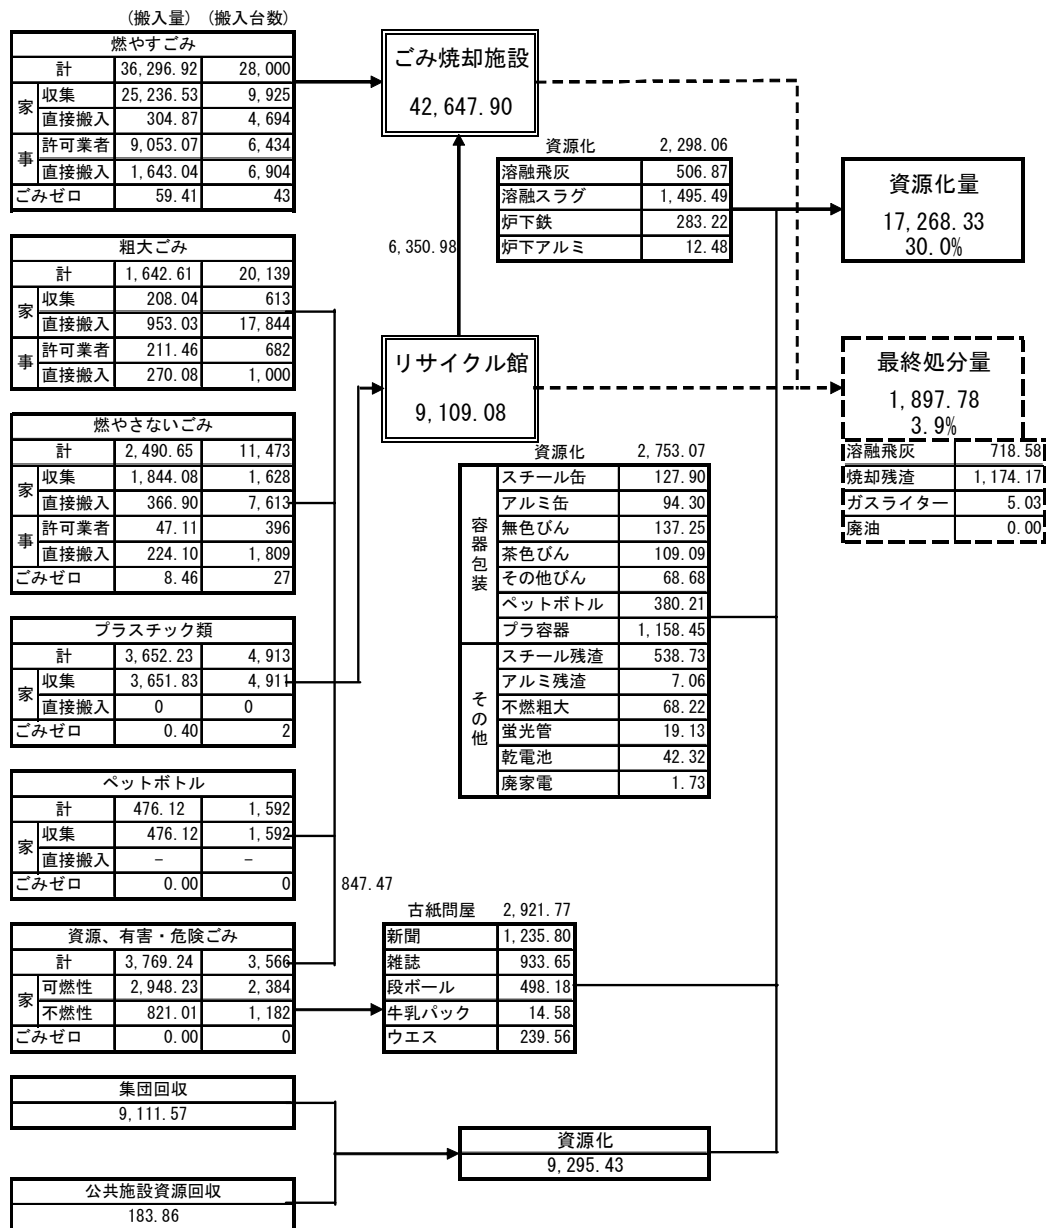 (搬入量) (搬入台数)
燃やすごみ
計 36,296.92 28,000
家 収集 25,236.53 9,925
直接搬入 304.87 4,694
事 許可業者 9,053.07 6,434
直接搬入 1,643.04 6,904
ごみゼロ 59.41 43
粗大ごみ
計 1,642.61 20,139
家 収集 208.04 613
直接搬入 953.03 17,844
事 許可業者 211.46 682
直接搬入 270.08 1,000
燃やさないごみ
計 2,490.65 11,473
家 収集 1,844.08 1,628
直接搬入 366.90 7,613
事 許可業者 47.11 396
直接搬入 224.10 1,809
ごみゼロ 8.46 27
プラスチック類
計 3,652.23 4,913
家 収集 3,651.83 4,911
直接搬入 0 0
ごみゼロ 0.40 2
ペットボトル
計 476.12 1,592
家 収集 476.12 1,592
直接搬入 - -
ごみゼロ 0.00 0
847.47
資源、有害・危険ごみ
計 3,769.24 3,566
家 可燃性 2,948.23 2,384
不燃性 821.01 1,182
ごみゼロ 0.00 0
集団回収
9,111.57
公共施設資源回収
183.86
ごみ焼却施設
42,647.90
6,350.98
リサイクル館
9,109.08
資源化 2,298.06
溶融飛灰 506.87
溶融スラグ 1,495.49
炉下鉄 283.22
炉下アルミ 12.48
資源化 2,753.07
容器包装 スチール缶 127.90
アルミ缶 94.30
無色びん 137.25
茶色びん 109.09
その他びん 68.68
ペットボトル 380.21
プラ容器 1,158.45
その他 スチール残渣 538.73
アルミ残渣 7.06
不燃粗大 68.22
蛍光管 19.13
乾電池 42.32
廃家電 1.73
古紙問屋 2,921.77
新聞 1,235.80
雑誌 933.65
段ボール 498.18
牛乳パック 14.58
ウエス 239.56
資源化
9,295.43
資源化量
17,268.33
30.0%
最終処分量
1,897.78
3.9%
溶融飛灰 718.58
焼却残渣 1,174.17
ガスライター 5.03
廃油 0.00